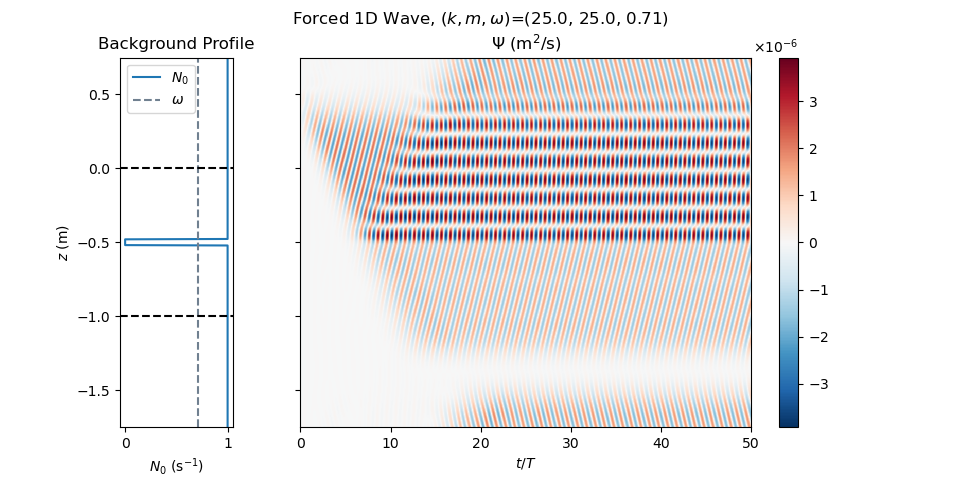 Forced 1D Wave, (k, m, ω)=(25.0, 25.0, 0.71)
Background Profile
Ψ (m²/s)
×10⁻⁶
N₀
ω
0.5
0.0
−0.5
−1.0
−1.5
z (m)
0
1
N₀ (s⁻¹)
0
10
20
30
40
50
t/T
3
2
1
0
−1
−2
−3